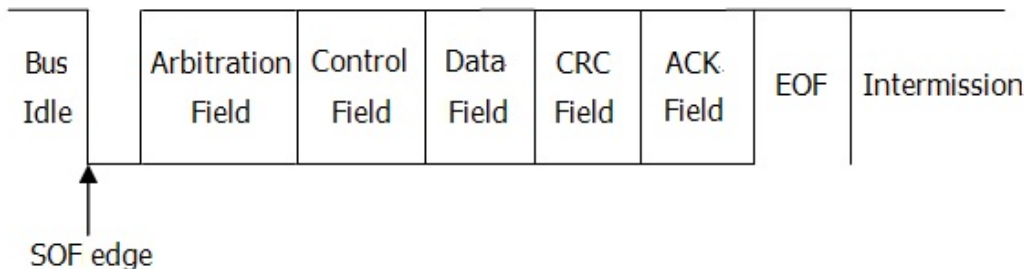 Bus
Idle
Arbitration
Field
Control
Field
Data
Field
CRC
Field
ACK
Field
EOF
Intermission
SOF edge